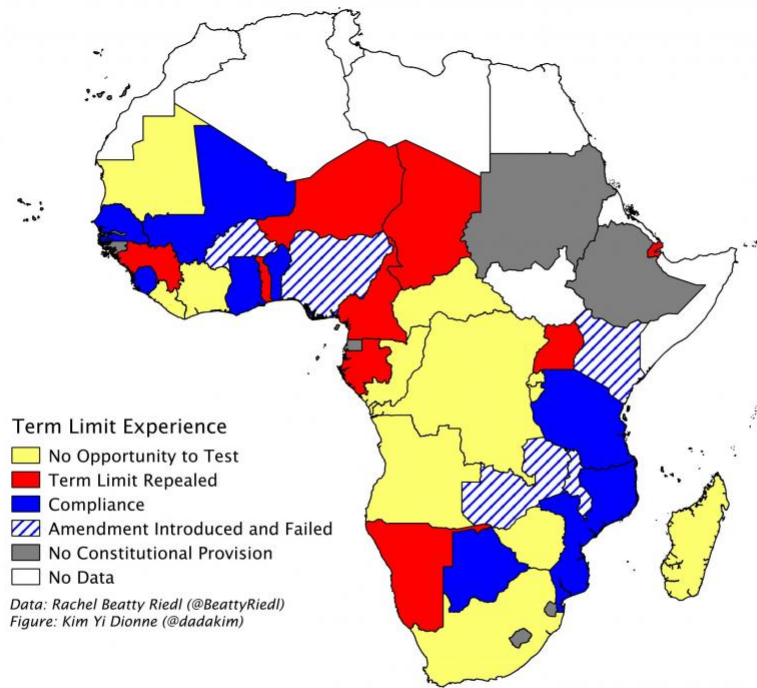 Term Limit Experience
No Opportunity to Test
Term Limit Repealed
Compliance
Amendment Introduced and Failed
No Constitutional Provision
No Data
Data: Rachel Beatty Riedl (@BeattyRiedl)
Figure: Kim Yi Dionne (@dadakim)